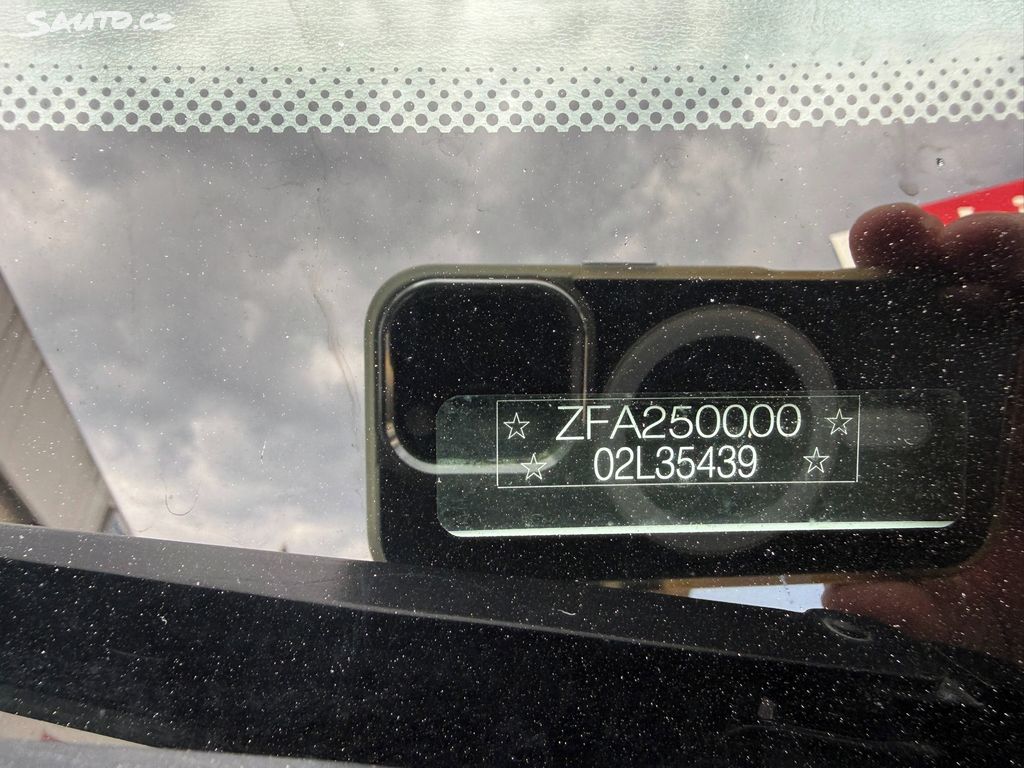 Sauto.cz
☆ ZFA250000 ☆
☆ 02L35439 ☆